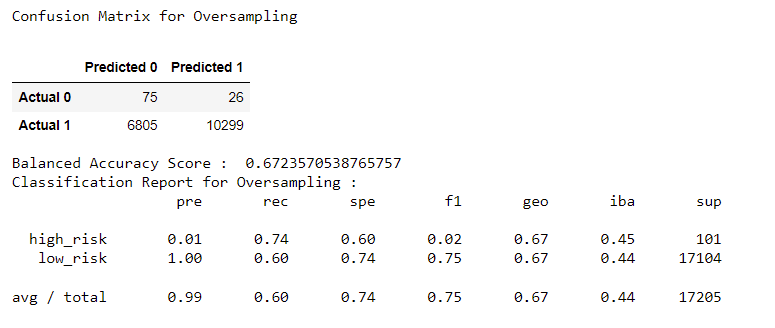 Confusion Matrix for Oversampling
Predicted 0 Predicted 1
Actual 0 75 26
Actual 1 6805 10299
Balanced Accuracy Score : 0.6723570538765757
Classification Report for Oversampling :
pre rec spe f1 geo iba sup
high_risk 0.01 0.74 0.60 0.02 0.67 0.45 101
low_risk 1.00 0.60 0.74 0.75 0.67 0.44 17104
avg / total 0.99 0.60 0.74 0.75 0.67 0.44 17205